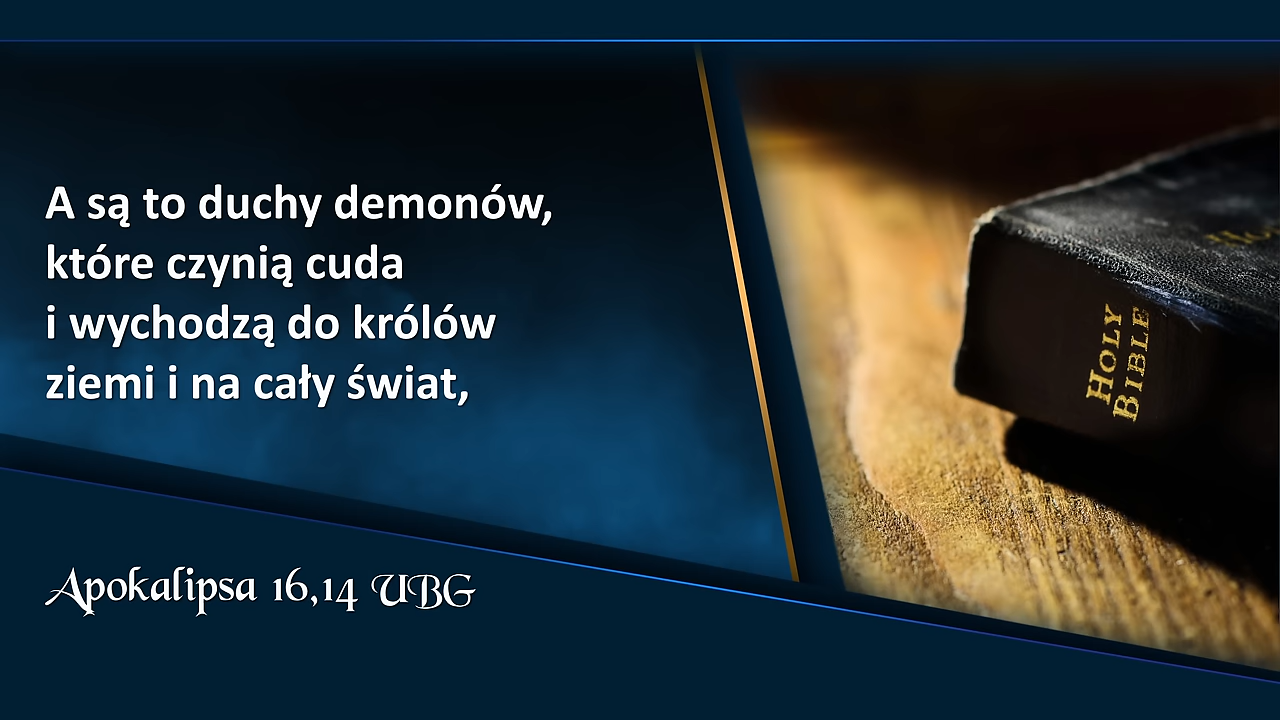 A są to duchy demonów,
które czynią cuda
i wychodzą do królów
ziemi i na cały świat,
Apokalipsa 16,14 UBG
HOLY
BIBLE